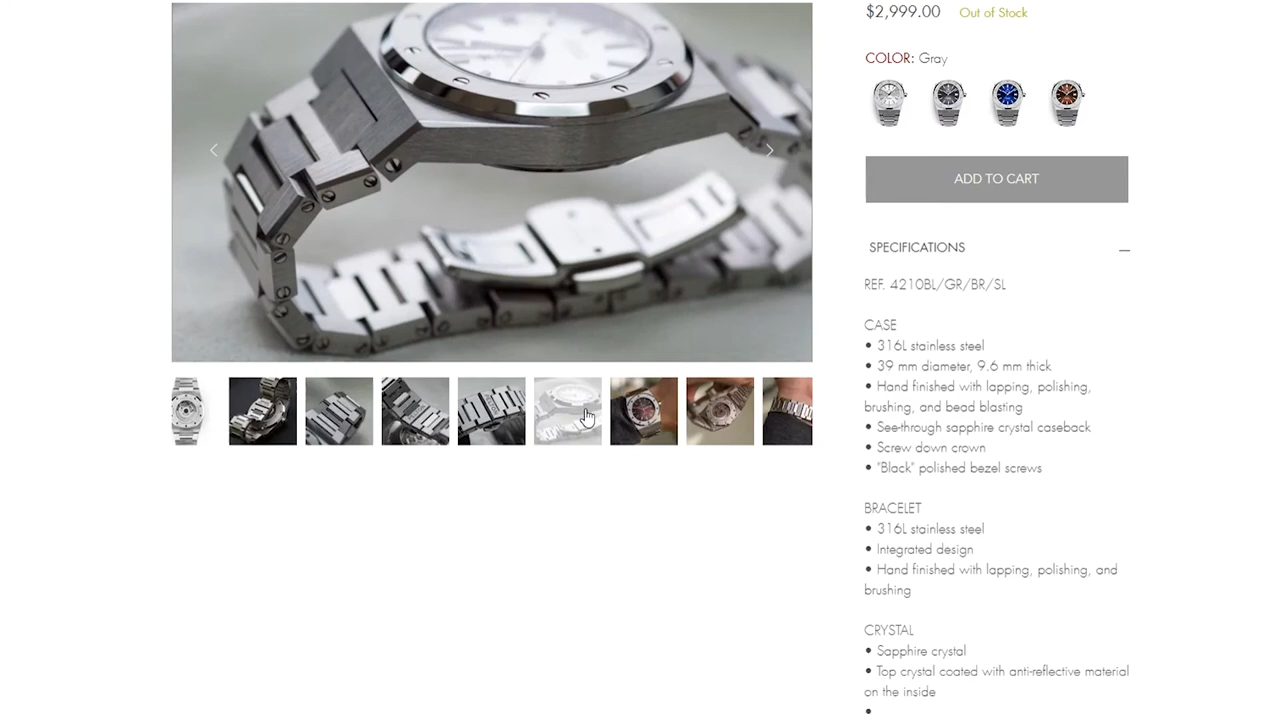 $2,999.00 Out of Stock
COLOR: Gray
ADD TO CART
SPECIFICATIONS
REF. 4210BL/GR/BR/SL
CASE
• 316L stainless steel
• 39 mm diameter, 9.6 mm thick
• Hand finished with lapping, polishing,
brushing, and bead blasting
• See-through sapphire crystal caseback
• Screw down crown
• "Black" polished bezel screws
BRACELET
• 316L stainless steel
• Integrated design
• Hand finished with lapping, polishing, and
brushing
CRYSTAL
• Sapphire crystal
• Top crystal coated with anti-reflective material
on the inside
•